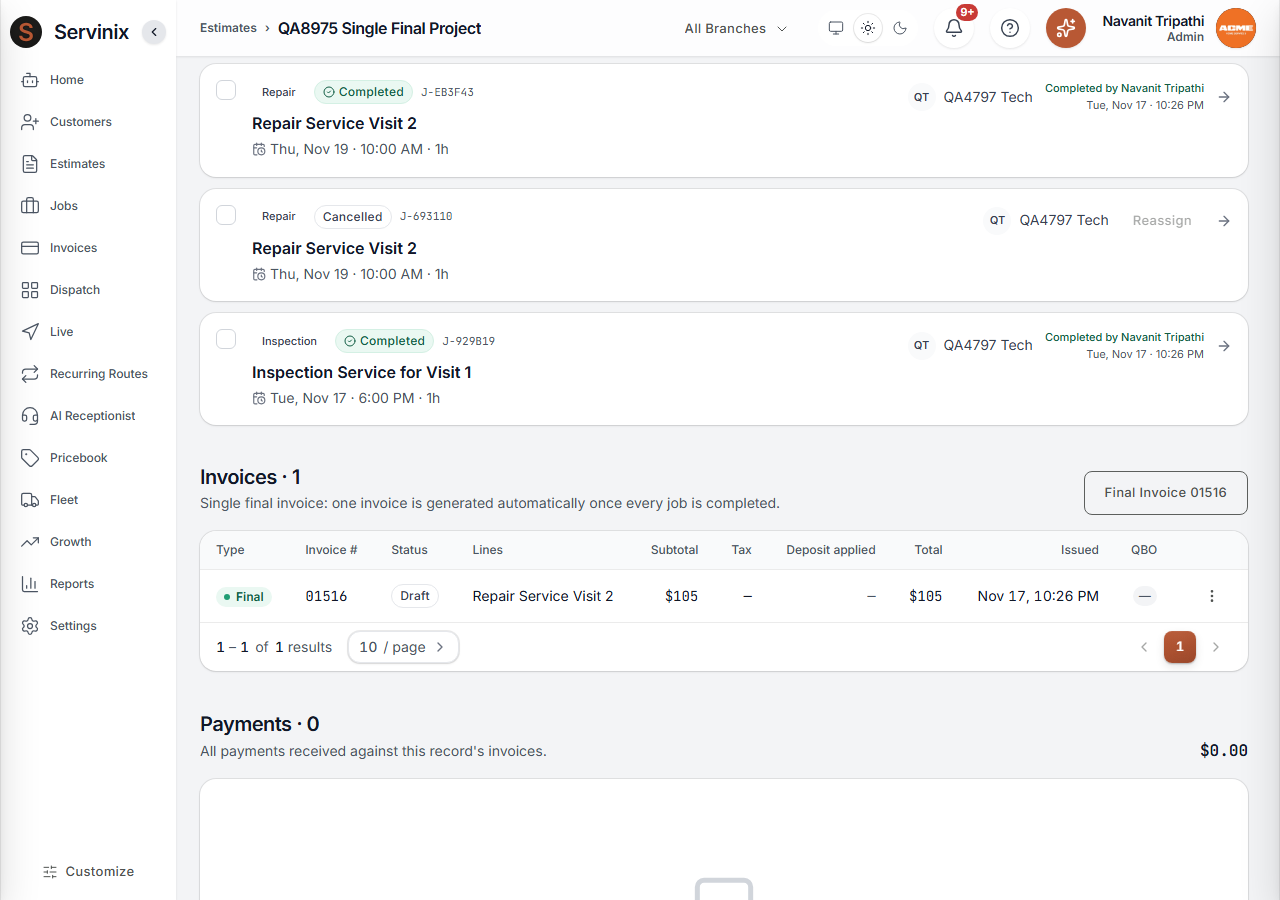 S Servinix
Estimates › QA8975 Single Final Project
All Branches
9+
Navanit Tripathi
Admin
ACME
Home
Customers
Estimates
Jobs
Invoices
Dispatch
Live
Recurring Routes
AI Receptionist
Pricebook
Fleet
Growth
Reports
Settings
Customize
Repair Completed J-EB3F43
Repair Service Visit 2
Thu, Nov 19 · 10:00 AM · 1h
QT QA4797 Tech
Completed by Navanit Tripathi
Tue, Nov 17 · 10:26 PM
Repair Cancelled J-693110
Repair Service Visit 2
Thu, Nov 19 · 10:00 AM · 1h
QT QA4797 Tech Reassign
Inspection Completed J-929B19
Inspection Service for Visit 1
Tue, Nov 17 · 6:00 PM · 1h
QT QA4797 Tech
Completed by Navanit Tripathi
Tue, Nov 17 · 10:26 PM
Invoices · 1
Single final invoice: one invoice is generated automatically once every job is completed.
Final Invoice 01516
Type Invoice # Status Lines Subtotal Tax Deposit applied Total Issued QBO
Final 01516 Draft Repair Service Visit 2 $105 — — $105 Nov 17, 10:26 PM —
1 – 1 of 1 results 10 / page 1
Payments · 0
All payments received against this record's invoices.
$0.00